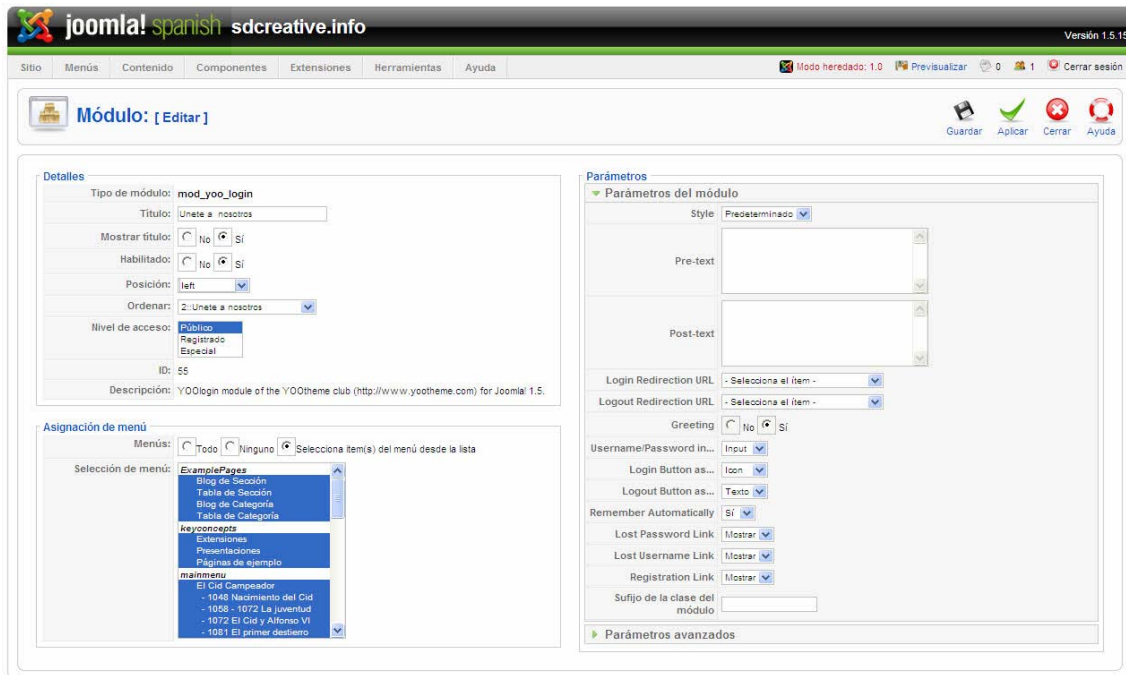 joomla! spanish sdcreative.info
Versión 1.5.15
Sitio Menús Contenido Componentes Extensiones Herramientas Ayuda
Modo heredado: 1.0 Previsualizar 0 1 Cerrar sesión
Módulo: [ Editar ]
Guardar Aplicar Cerrar Ayuda
Detalles
Tipo de módulo: mod_yoo_login
Título: Unete a nosotros
Mostrar título: No Sí
Habilitado: No Sí
Posición: left
Ordenar: 2::Unete a nosotros
Nivel de acceso: Público
Registrado
Especial
ID: 55
Descripción: YOOlogin module of the YOOtheme club (http://www.yootheme.com) for Joomla! 1.5.
Asignación de menú
Menús: Todo Ninguno Selecciona item(s) del menú desde la lista
Selección de menú: ExamplePages
Blog de Sección
Tabla de Sección
Blog de Categoría
Tabla de Categoría
keyconcepts
Extensiones
Presentaciones
Páginas de ejemplo
mainmenu
El Cid Campeador
- 1048 Nacimiento del Cid
- 1058 - 1072 La juventud
- 1072 El Cid y Alfonso VI
- 1081 El primer destierro
Parámetros
Parámetros del módulo
Style Predeterminado
Pre-text
Post-text
Login Redirection URL - Selecciona el ítem -
Logout Redirection URL - Selecciona el ítem -
Greeting No Sí
Username/Password in... Input
Login Button as... Icon
Logout Button as... Texto
Remember Automatically Sí
Lost Password Link Mostrar
Lost Username Link Mostrar
Registration Link Mostrar
Sufijo de la clase del
módulo
Parámetros avanzados